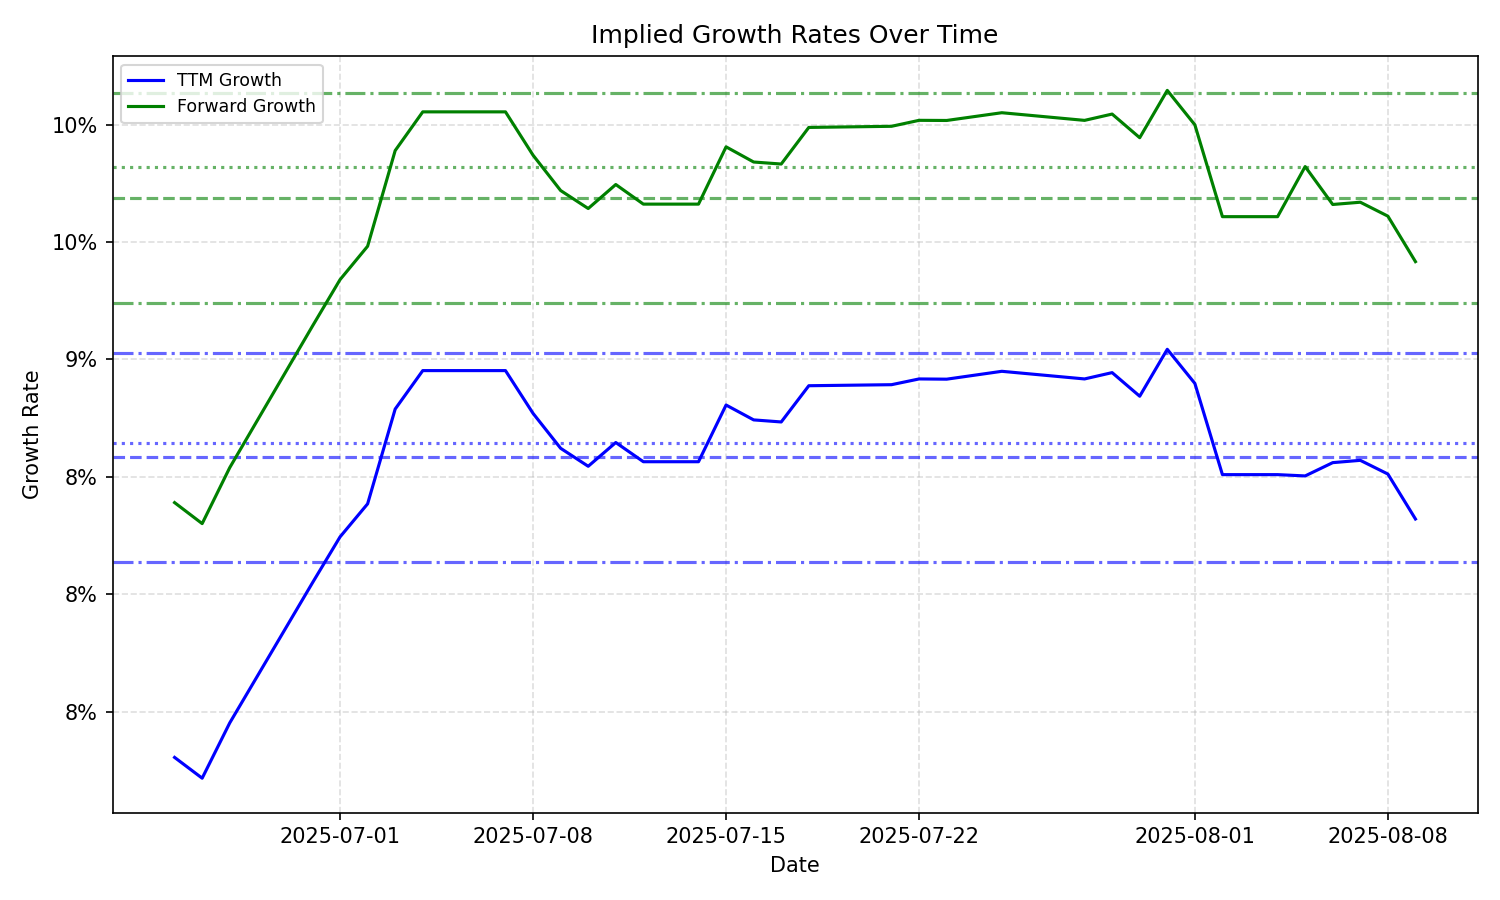 Implied Growth Rates Over Time
TTM Growth
Forward Growth
10%
10%
9%
8%
8%
8%
Growth Rate
2025-07-01
2025-07-08
2025-07-15
2025-07-22
2025-08-01
2025-08-08
Date